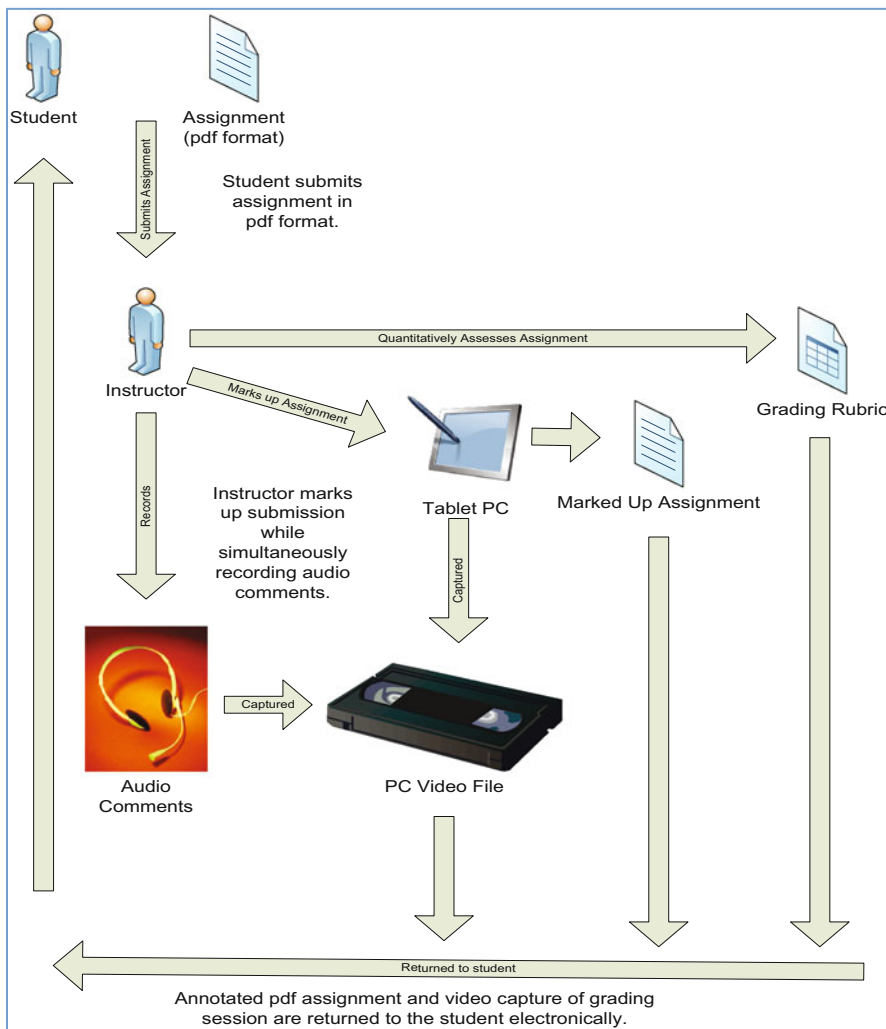 Student
Assignment
(pdf format)
Submits Assignment
Student submits
assignment in
pdf format.
Instructor
Quantitatively Assesses Assignment
Grading Rubric
Marks up Assignment
Tablet PC
Marked Up Assignment
Records
Instructor marks
up submission
while
simultaneously
recording audio
comments.
Captured
Audio
Comments
Captured
PC Video File
Returned to student
Annotated pdf assignment and video capture of grading
session are returned to the student electronically.